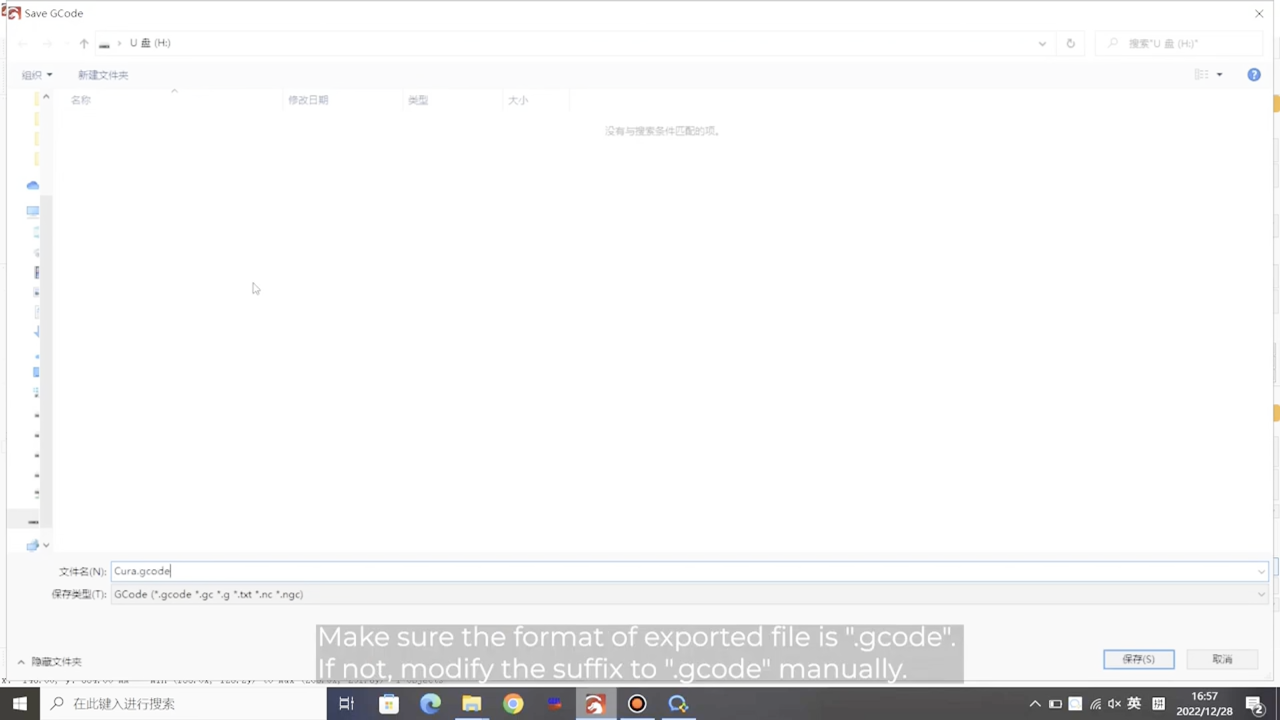 Save GCode
U 盘 (H:)
搜索"U 盘 (H:)"
组织
新建文件夹
名称
修改日期
类型
大小
没有与搜索条件匹配的项。
文件名(N):
Cura.gcode
保存类型(T):
GCode (*.gcode *.gc *.g *.txt *.nc *.ngc)
Make sure the format of exported file is ".gcode".
If not, modify the suffix to ".gcode" manually.
隐藏文件夹
保存(S)
取消
在此键入进行搜索
英
拼
16:57
2022/12/28
2